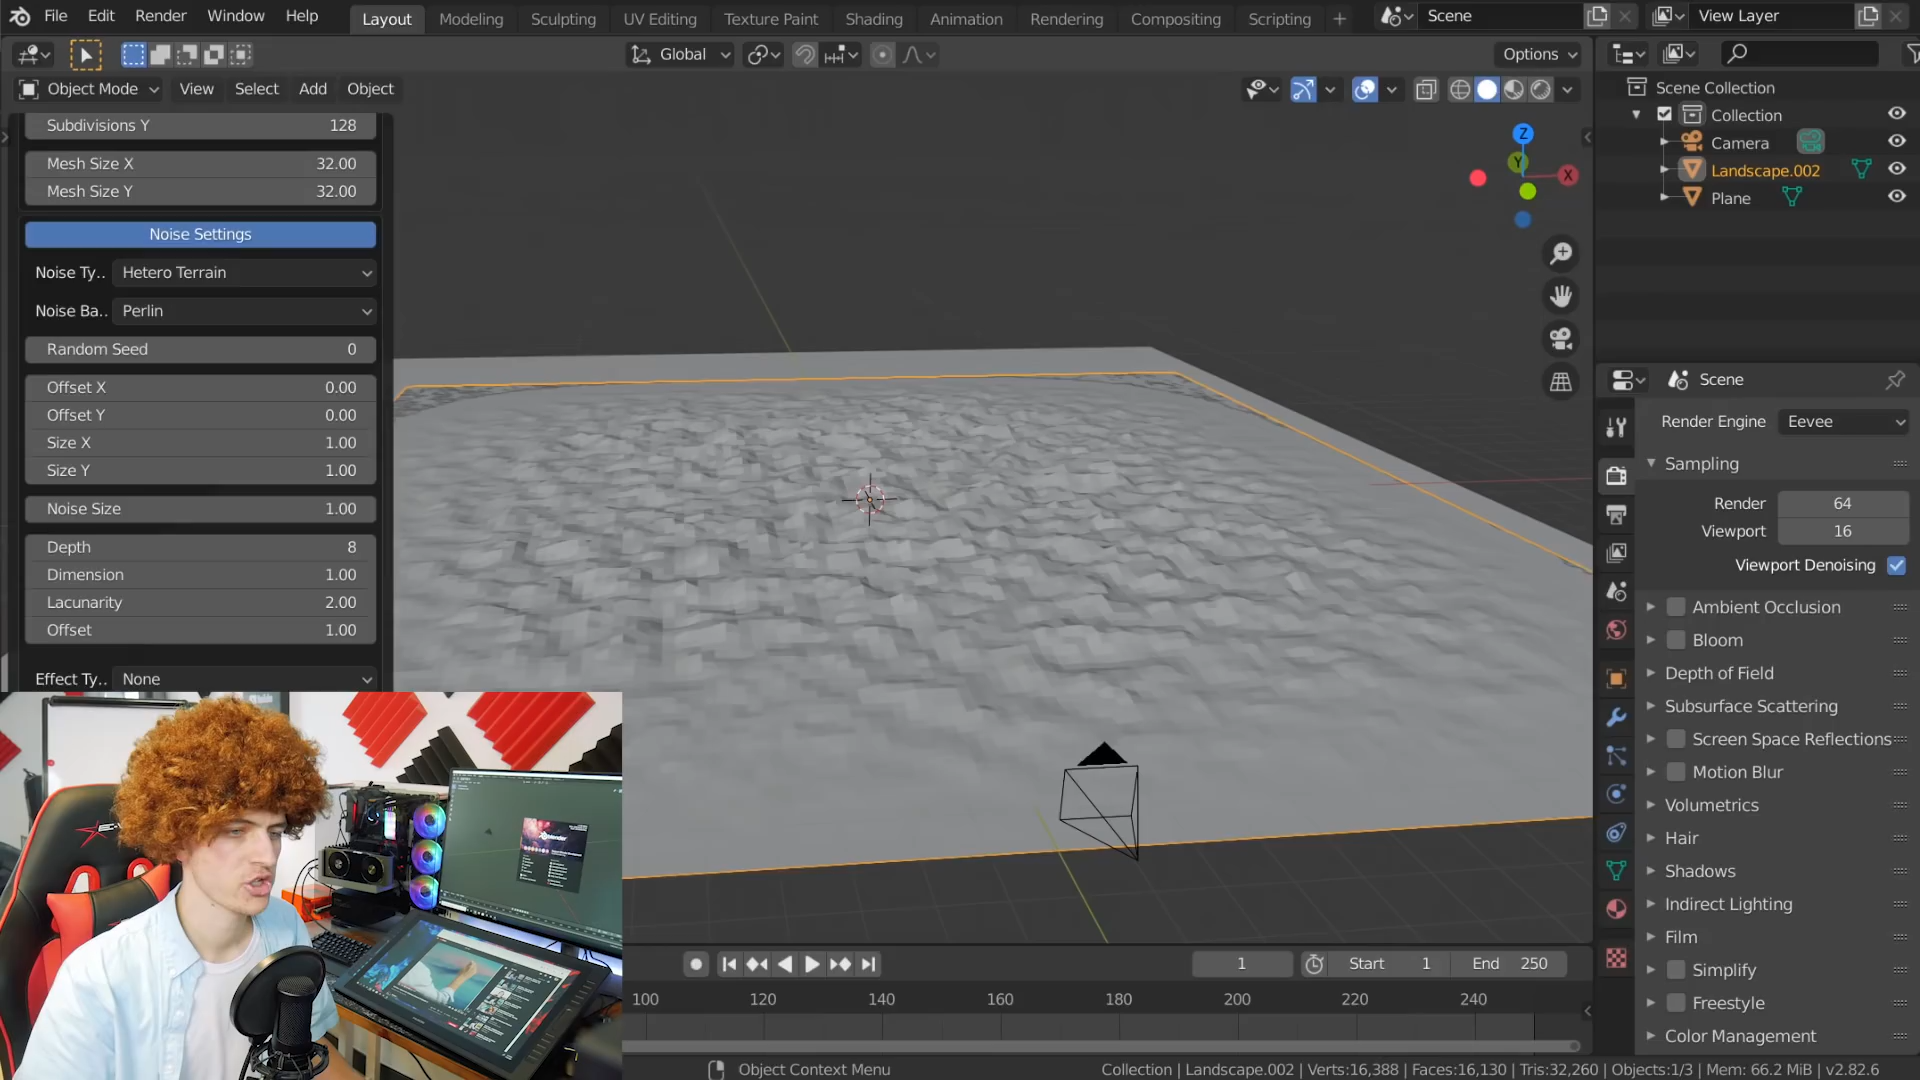 File Edit Render Window Help Layout Modeling Sculpting UV Editing Texture Paint Shading Animation Rendering Compositing Scripting + Scene View Layer
Global Options
Object Mode View Select Add Object
Subdivisions Y 128
Mesh Size X 32.00
Mesh Size Y 32.00
Noise Settings
Noise Ty.. Hetero Terrain
Noise Ba.. Perlin
Random Seed 0
Offset X 0.00
Offset Y 0.00
Size X 1.00
Size Y 1.00
Noise Size 1.00
Depth 8
Dimension 1.00
Lacunarity 2.00
Offset 1.00
Effect Ty.. None
Z
Y
X
Scene Collection
Collection
Camera
Landscape.002
Plane
Scene
Render Engine Eevee
Sampling
Render 64
Viewport 16
Viewport Denoising
Ambient Occlusion
Bloom
Depth of Field
Subsurface Scattering
Screen Space Reflections
Motion Blur
Volumetrics
Hair
Shadows
Indirect Lighting
Film
Simplify
Freestyle
Color Management
1 Start 1 End 250
100 120 140 160 180 200 220 240
Object Context Menu
Collection | Landscape.002 | Verts:16,388 | Faces:16,130 | Tris:32,260 | Objects:1/3 | Mem: 66.2 MiB | v2.82.6